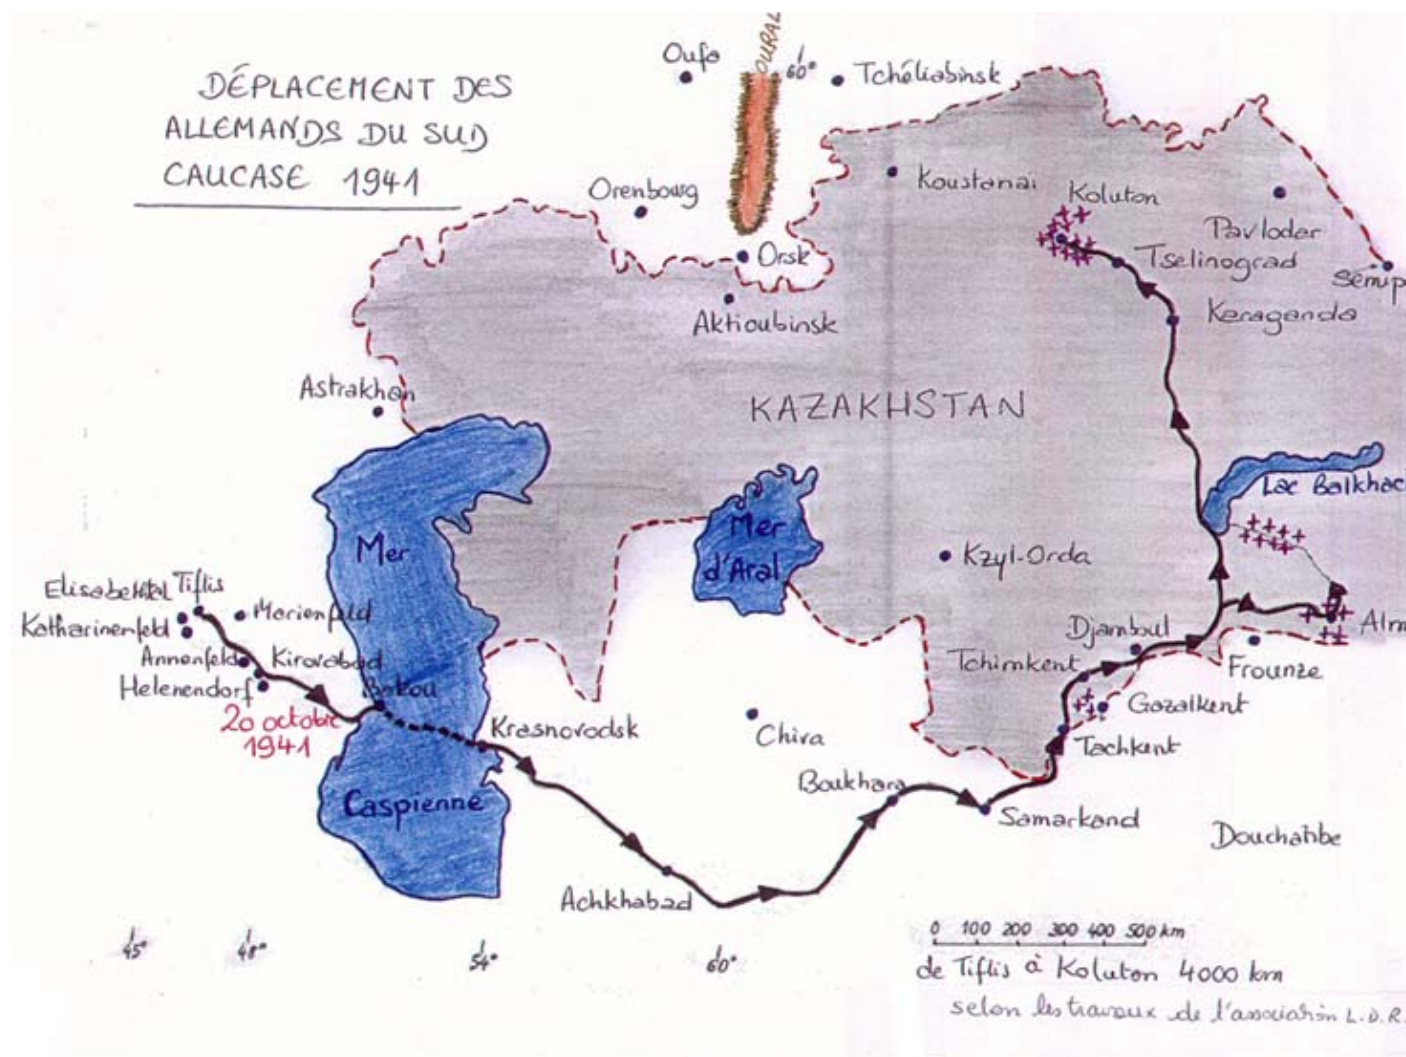 DÉPLACEMENT DES
ALLEMANDS DU SUD
CAUCASE 1941
Oufa
OURAL
60°
Tchéliabinsk
Orenbourg
Koustanai
Koluton
Pavlodar
Orsk
Tselinograd
Semip
Aktioubinsk
Karaganda
Astrakhan
KAZAKHSTAN
Lac Balkhach
Mer
Mer
d'Aral
Kzyl-Orda
Elisabethtal
Tiflis
Marienfeld
Katharinenfeld
Djamboul
Alm
Annenfeld
Kirovabad
Tchimkent
Frounze
Helenendorf
Bakou
20 octobre
1941
Gazalkent
Krasnovodsk
Chiva
Tachkent
Boukhara
Caspienne
Samarkand
Douchanbe
Achkhabad
45°
48°
54°
60°
0 100 200 300 400 500 km
de Tiflis à Koluton 4000 km
selon les travaux de l'association L.D.R.